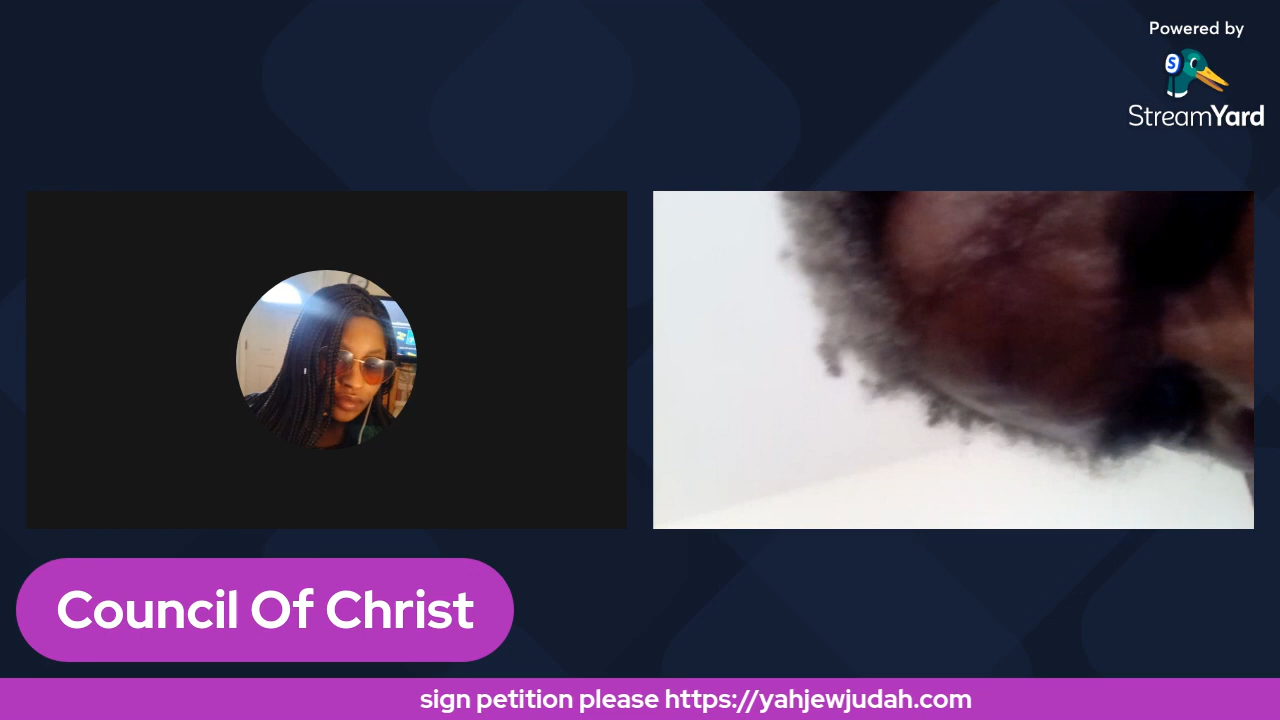 Powered by
S
StreamYard
Council Of Christ
sign petition please https://yahjewjudah.com